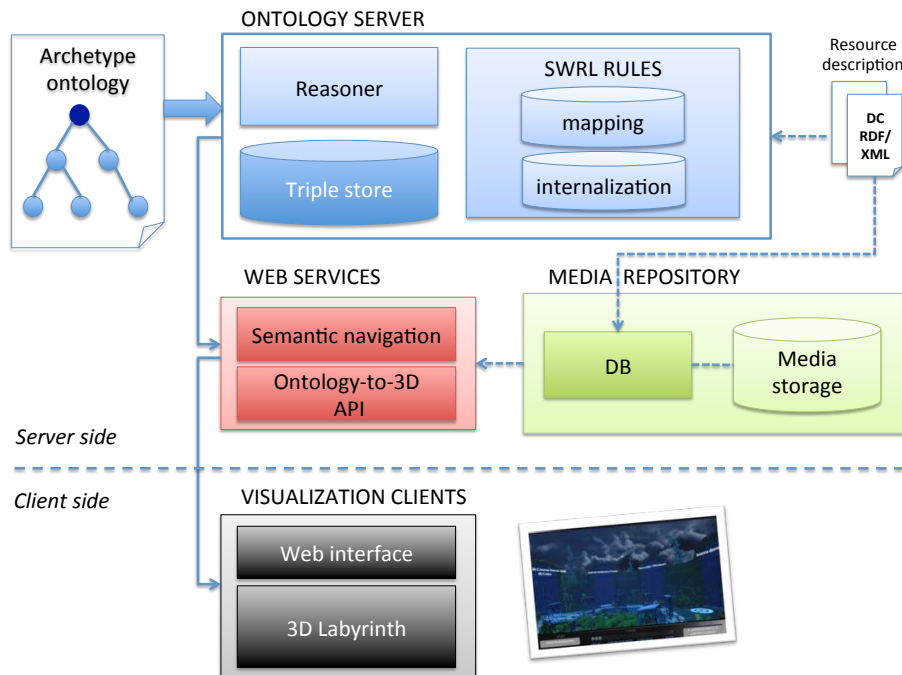 ONTOLOGY SERVER
Archetype
ontology
Reasoner
Triple store
SWRL RULES
mapping
internalization
Resource
description
DC
RDF/
XML
WEB SERVICES
Semantic navigation
Ontology-to-3D
API
MEDIA REPOSITORY
DB
Media
storage
Server side
Client side
VISUALIZATION CLIENTS
Web interface
3D Labyrinth